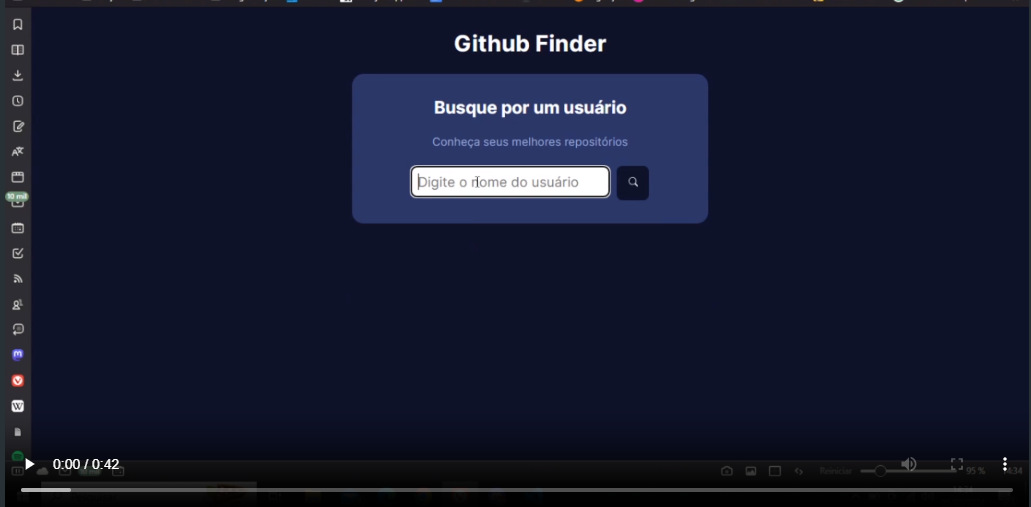 Github Finder
Busque por um usuário
Conheça seus melhores repositórios
Digite o nome do usuário
10 mil
W
0:00 / 0:42
Reiniciar
95 %